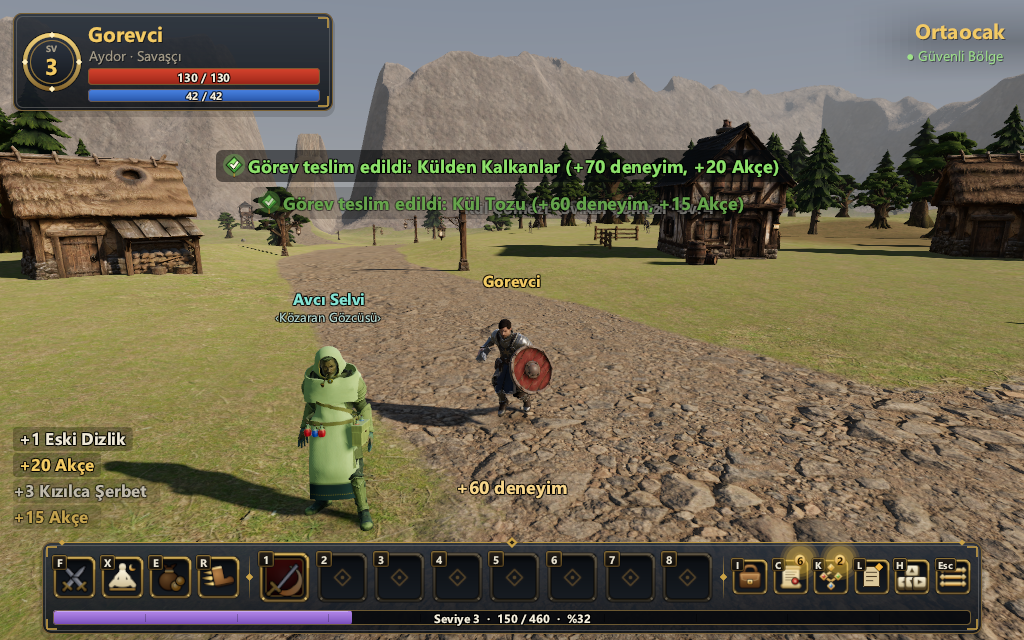 SV
3
Gorevci
Aydor · Savaşçı
130 / 130
42 / 42
Ortaocak
Güvenli Bölge
Görev teslim edildi: Külden Kalkanlar (+70 deneyim, +20 Akçe)
Görev teslim edildi: Kül Tozu (+60 deneyim, +15 Akçe)
Gorevci
Avcı Selvi
‹Közaran Gözcüsü›
+1 Eski Dizlik
+20 Akçe
+3 Kızılca Şerbet
+15 Akçe
+60 deneyim
F X E R 1 2 3 4 5 6 7 8 I C 6 K 2 L H Esc
Seviye 3 · 150 / 460 · %32